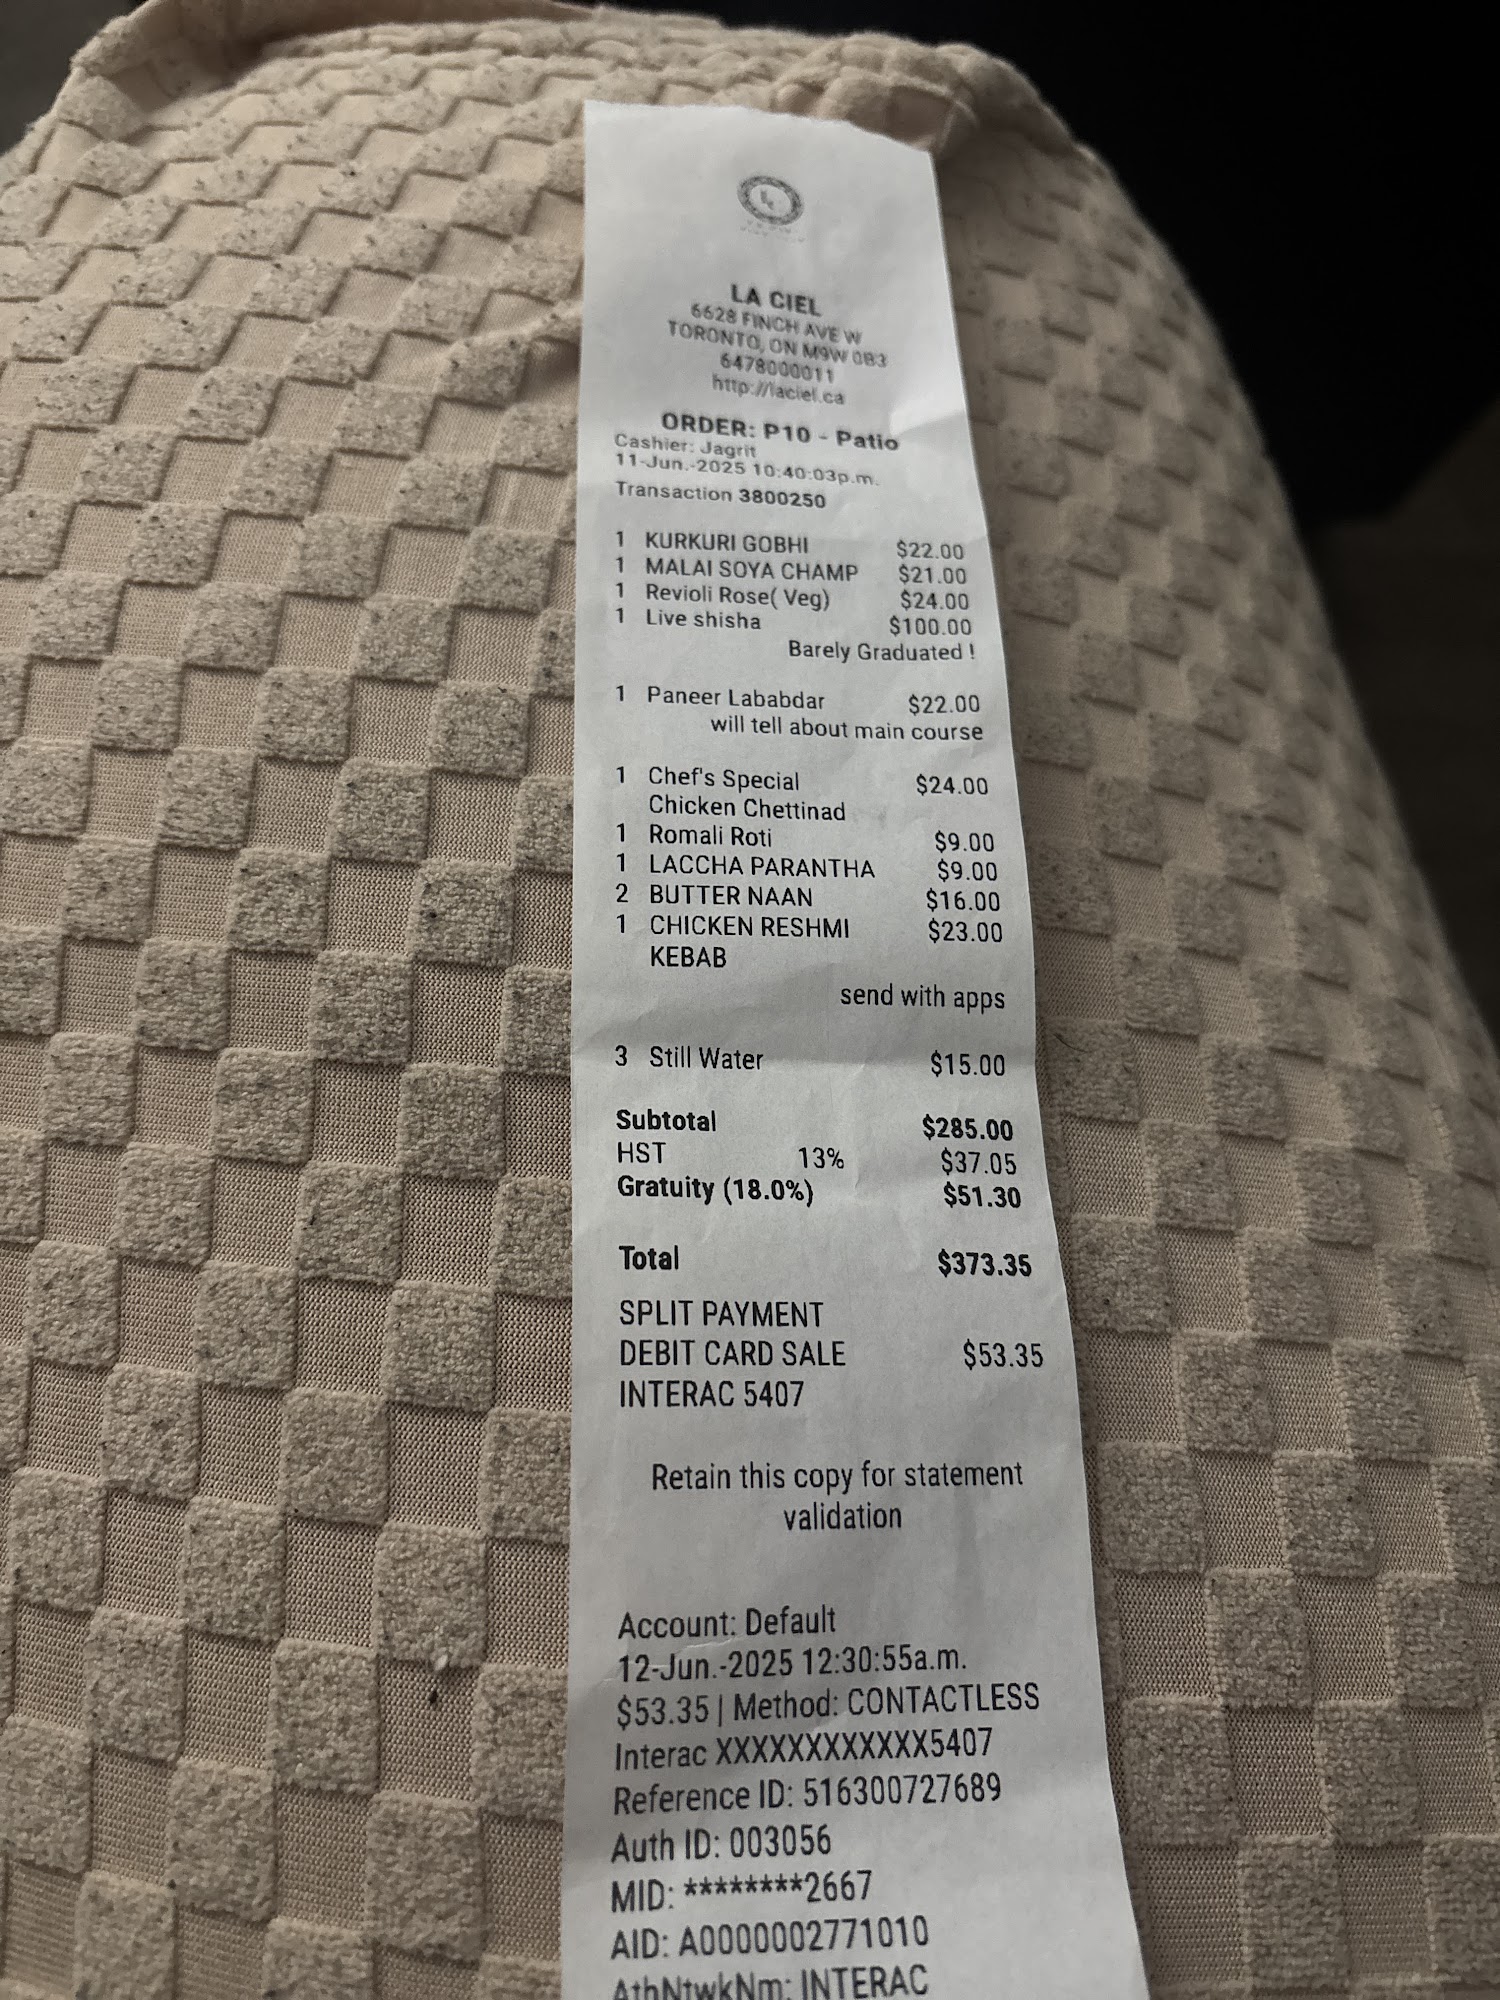 LA CIEL
6628 FINCH AVE W
TORONTO, ON M9W 0B3
6478000011
http://laciel.ca
ORDER: P10 - Patio
Cashier: Jagrit
11-Jun.-2025 10:40:03p.m.
Transaction 3800250
1 KURKURI GOBHI $22.00
1 MALAI SOYA CHAMP $21.00
1 Revioli Rose( Veg) $24.00
1 Live shisha $100.00
Barely Graduated !
1 Paneer Lababdar $22.00
will tell about main course
1 Chef's Special $24.00
Chicken Chettinad
1 Romali Roti $9.00
1 LACCHA PARANTHA $9.00
2 BUTTER NAAN $16.00
1 CHICKEN RESHMI $23.00
KEBAB
send with apps
3 Still Water $15.00
Subtotal $285.00
HST 13% $37.05
Gratuity (18.0%) $51.30
Total $373.35
SPLIT PAYMENT
DEBIT CARD SALE $53.35
INTERAC 5407
Retain this copy for statement
validation
Account: Default
12-Jun.-2025 12:30:55a.m.
$53.35 | Method: CONTACTLESS
Interac XXXXXXXXXXXX5407
Reference ID: 516300727689
Auth ID: 003056
MID: ********2667
AID: A0000002771010
AthNtwkNm: INTERAC